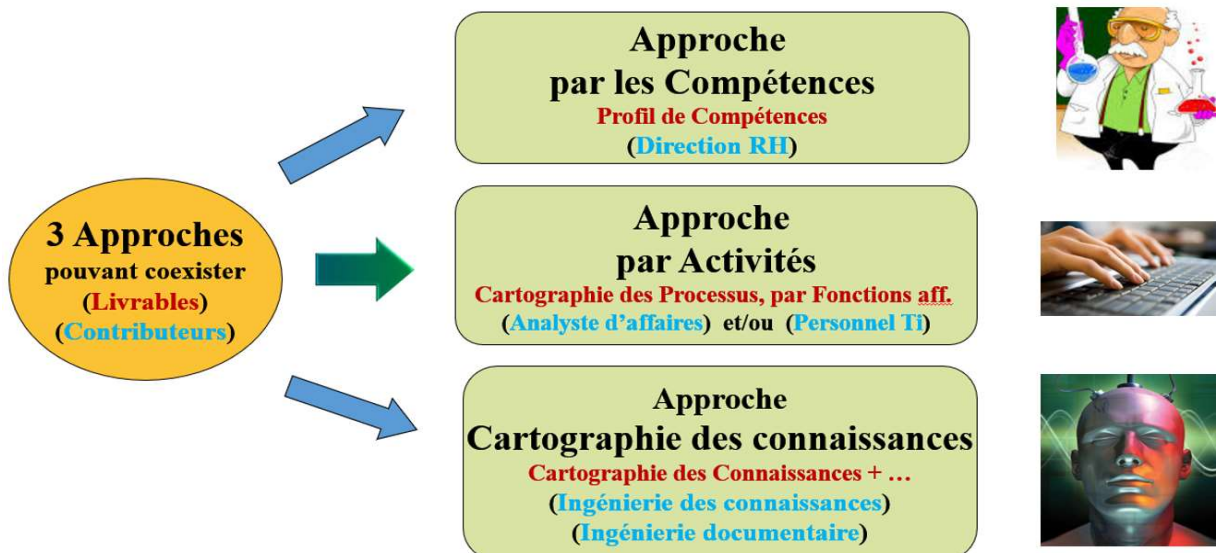 3 Approches
pouvant coexister
(Livrables)
(Contributeurs)
Approche
par les Compétences
Profil de Compétences
(Direction RH)
Approche
par Activités
Cartographie des Processus, par Fonctions aff.
(Analyste d'affaires) et/ou (Personnel Ti)
Approche
Cartographie des connaissances
Cartographie des Connaissances + …
(Ingénierie des connaissances)
(Ingénierie documentaire)